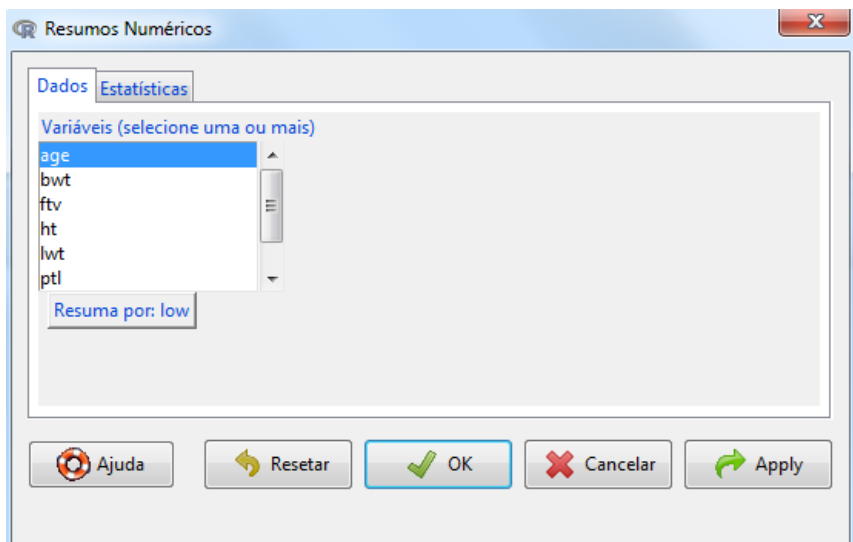 Resumos Numéricos
Dados Estatísticas
Variáveis (selecione uma ou mais)
age
bwt
ftv
ht
lwt
ptl
Resuma por: low
Ajuda Resetar OK Cancelar Apply